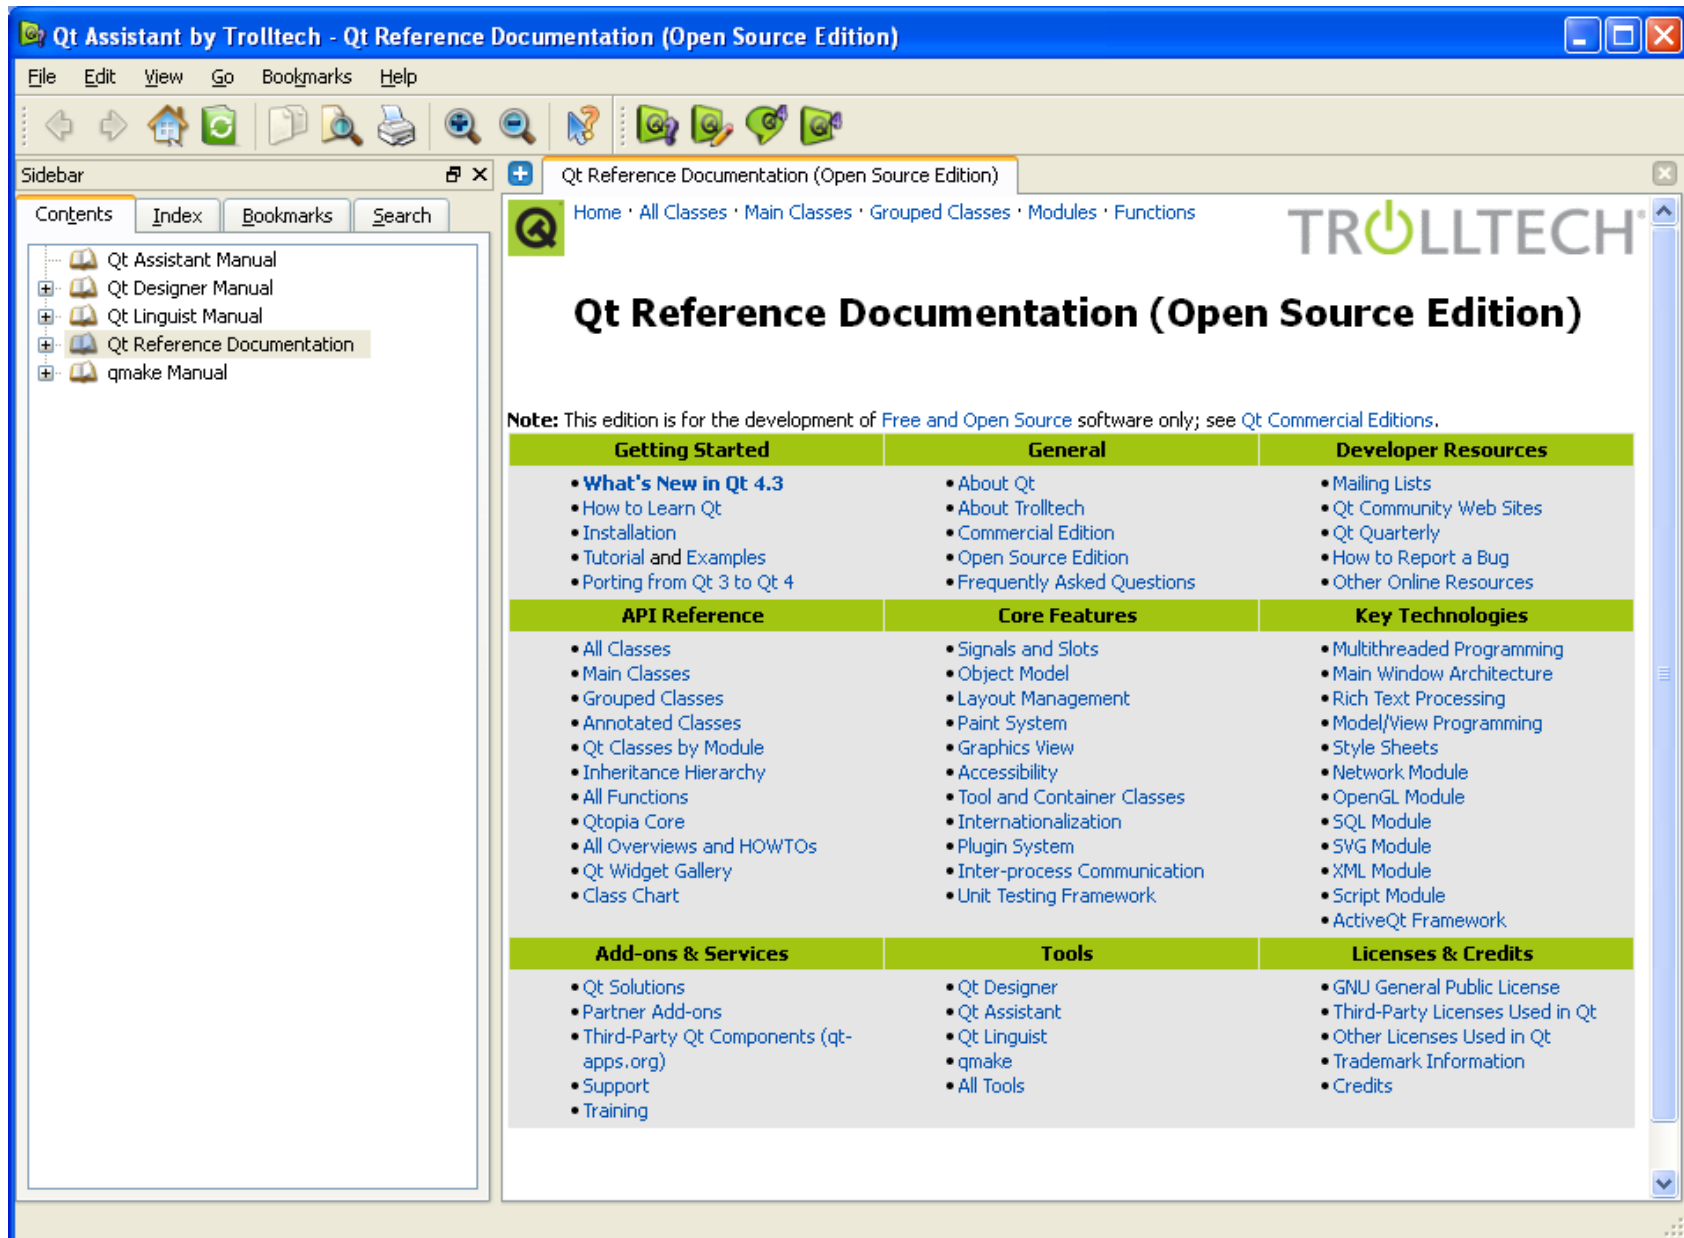 Qt Assistant by Trolltech - Qt Reference Documentation (Open Source Edition)
File Edit View Go Bookmarks Help
Sidebar
Contents Index Bookmarks Search
Qt Assistant Manual
Qt Designer Manual
Qt Linguist Manual
Qt Reference Documentation
qmake Manual
Qt Reference Documentation (Open Source Edition)
Home · All Classes · Main Classes · Grouped Classes · Modules · Functions
TROLLTECH
Qt Reference Documentation (Open Source Edition)
Note: This edition is for the development of Free and Open Source software only; see Qt Commercial Editions.
Getting Started
• What's New in Qt 4.3
• How to Learn Qt
• Installation
• Tutorial and Examples
• Porting from Qt 3 to Qt 4
General
• About Qt
• About Trolltech
• Commercial Edition
• Open Source Edition
• Frequently Asked Questions
Developer Resources
• Mailing Lists
• Qt Community Web Sites
• Qt Quarterly
• How to Report a Bug
• Other Online Resources
API Reference
• All Classes
• Main Classes
• Grouped Classes
• Annotated Classes
• Qt Classes by Module
• Inheritance Hierarchy
• All Functions
• Qtopia Core
• All Overviews and HOWTOs
• Qt Widget Gallery
• Class Chart
Core Features
• Signals and Slots
• Object Model
• Layout Management
• Paint System
• Graphics View
• Accessibility
• Tool and Container Classes
• Internationalization
• Plugin System
• Inter-process Communication
• Unit Testing Framework
Key Technologies
• Multithreaded Programming
• Main Window Architecture
• Rich Text Processing
• Model/View Programming
• Style Sheets
• Network Module
• OpenGL Module
• SQL Module
• SVG Module
• XML Module
• Script Module
• ActiveQt Framework
Add-ons & Services
• Qt Solutions
• Partner Add-ons
• Third-Party Qt Components (qt-
apps.org)
• Support
• Training
Tools
• Qt Designer
• Qt Assistant
• Qt Linguist
• qmake
• All Tools
Licenses & Credits
• GNU General Public License
• Third-Party Licenses Used in Qt
• Other Licenses Used in Qt
• Trademark Information
• Credits